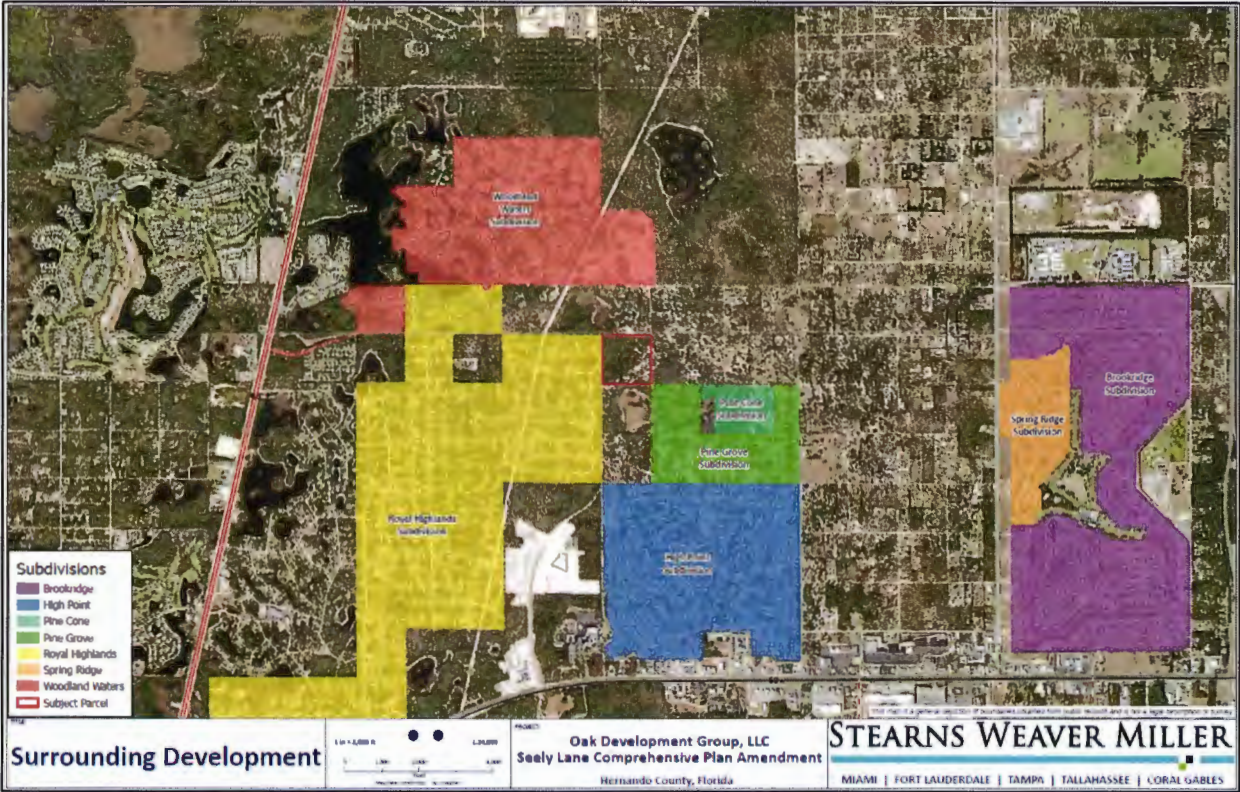 Woodland
Waters
Subdivision
Brookridge
Subdivision
Spring Ridge
Subdivision
Pine Cone
Subdivision
Pine Grove
Subdivision
Royal Highlands
Subdivision
High Point
Subdivision
Subdivisions
Brookridge
High Point
Pine Cone
Pine Grove
Royal Highlands
Spring Ridge
Woodland Waters
Subject Parcel
Surrounding Development
PROJECT:
Oak Development Group, LLC
Seely Lane Comprehensive Plan Amendment
Hernando County, Florida
STEARNS WEAVER MILLER
MIAMI | FORT LAUDERDALE | TAMPA | TALLAHASSEE | CORAL GABLES